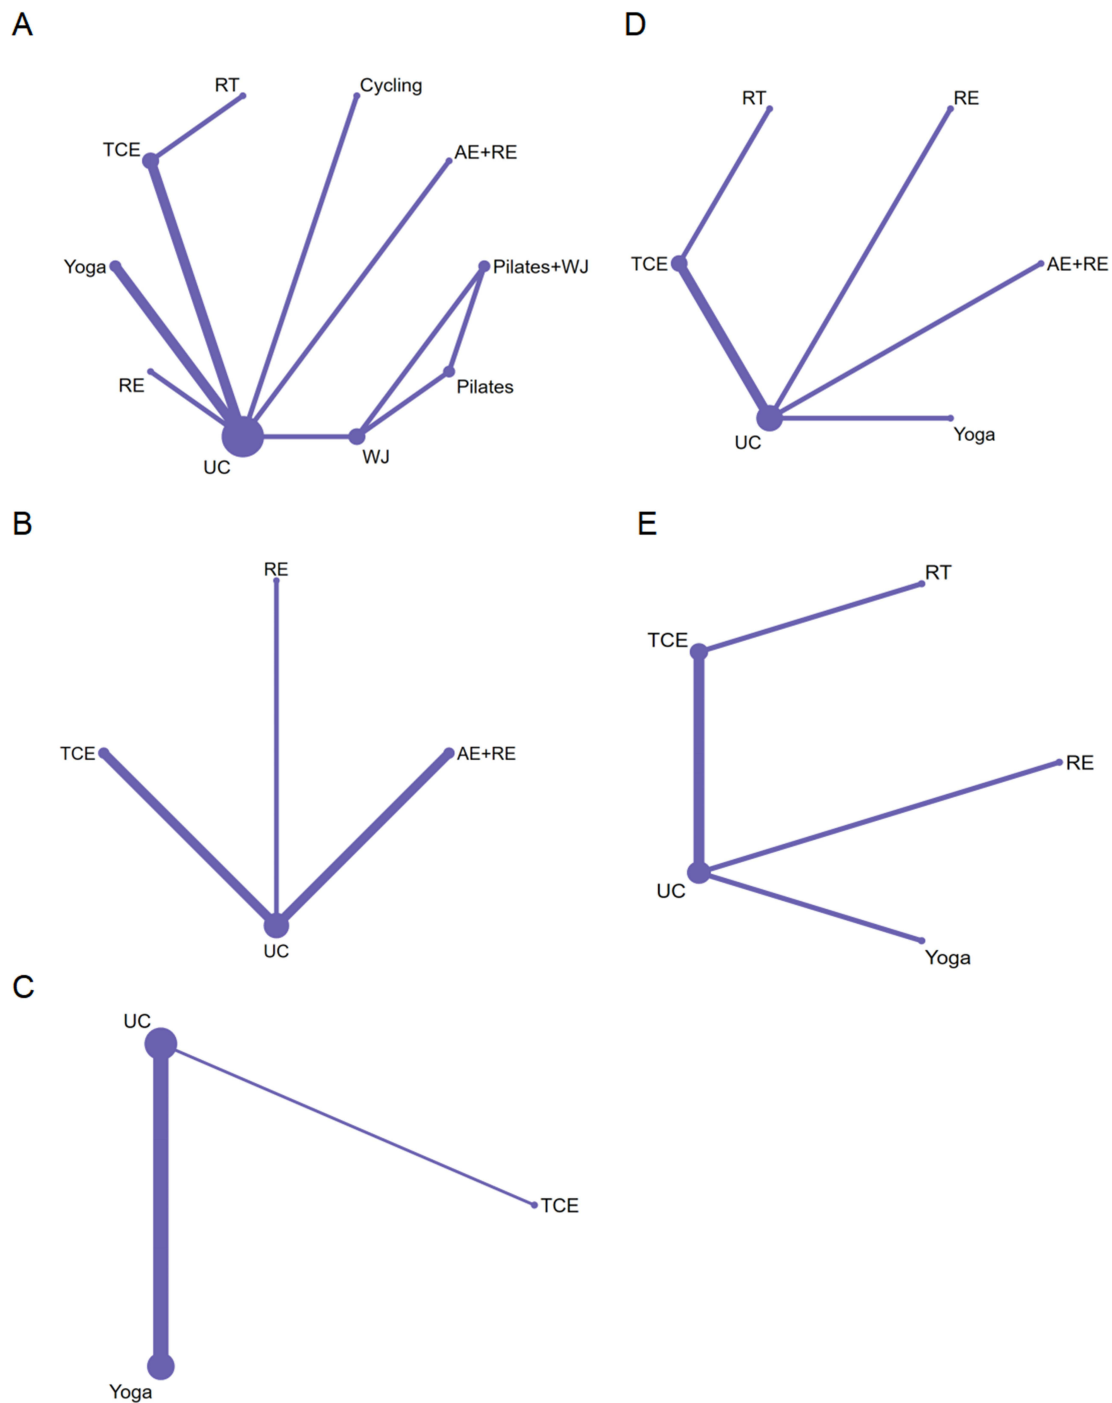 A
RT
Cycling
TCE
AE+RE
Yoga
Pilates+WJ
RE
Pilates
UC
WJ
D
RT
RE
TCE
AE+RE
UC
Yoga
B
RE
TCE
AE+RE
UC
E
RT
TCE
RE
UC
Yoga
C
UC
TCE
Yoga